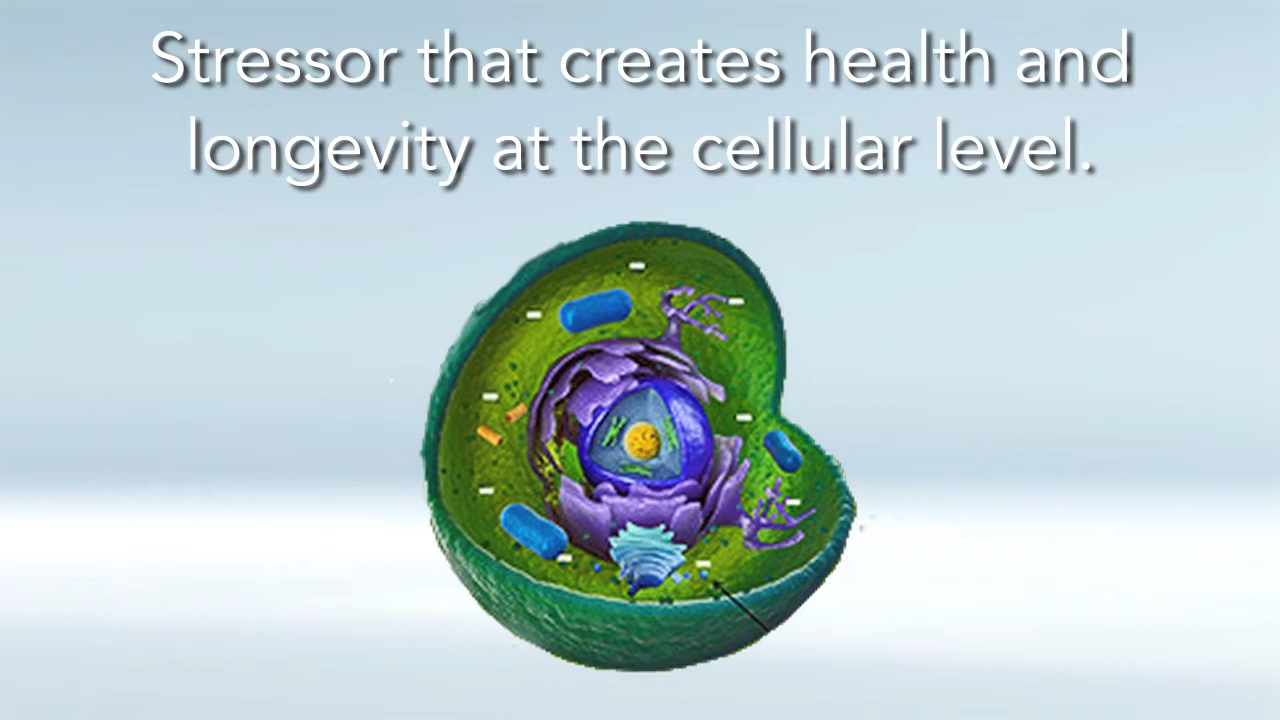 Stressor that creates health and
longevity at the cellular level.